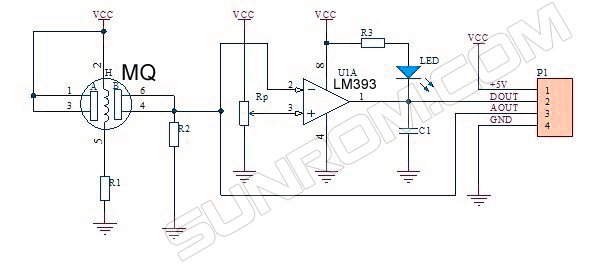 VCC
VCC
VCC
VCC
R3
LED
P1
2
H
MQ
8
U1A
LM393
1
A
B
6
3
4
2
−
Rp
3
+
1
4
+5V
DOUT
AOUT
GND
1
2
3
4
R2
C1
5
R1
SUNROM.COM